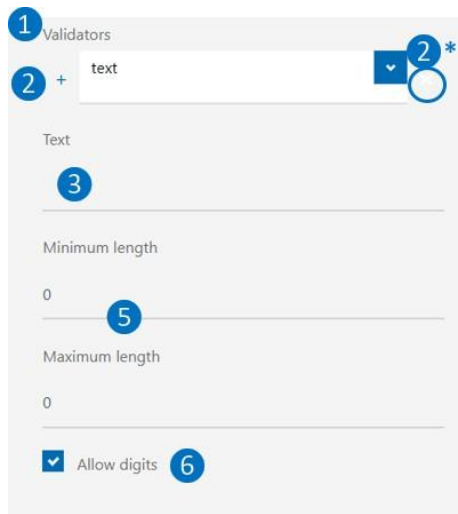 1 Validators
2 + text 2 *
Text
3
Minimum length
0
5
Maximum length
0
Allow digits 6